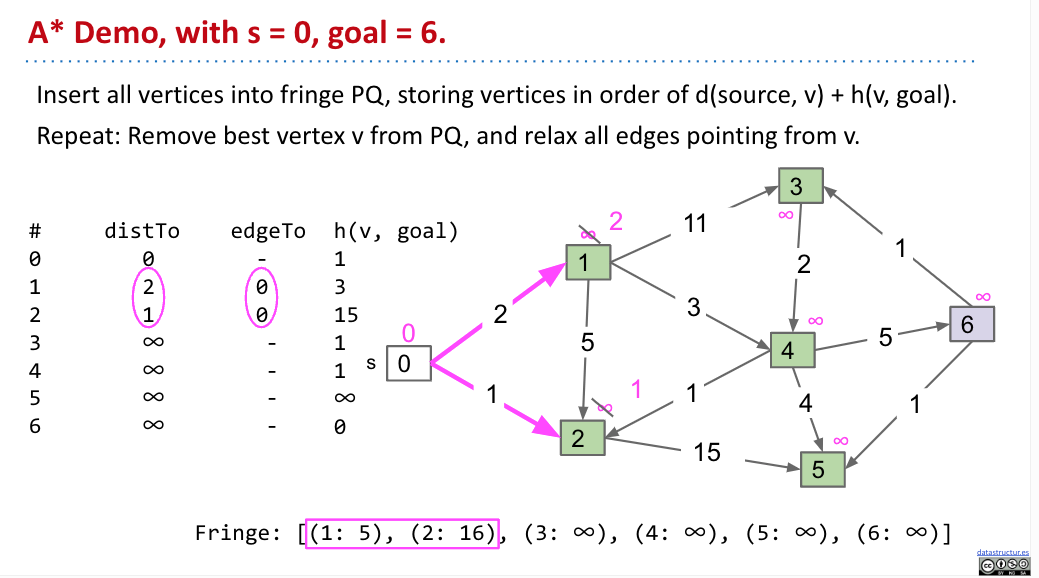 A* Demo, with s = 0, goal = 6.
Insert all vertices into fringe PQ, storing vertices in order of d(source, v) + h(v, goal).
Repeat: Remove best vertex v from PQ, and relax all edges pointing from v.
# distTo edgeTo h(v, goal)
0 0 - 1
1 2 0 3
2 1 0 15
3 ∞ - 1
4 ∞ - 1
5 ∞ - ∞
6 ∞ - 0
s
0
0
2
1
∞
2
1
5
11
3
∞
1
2
1
15
3
∞
2
4
∞
5
4
5
∞
1
1
6
∞
Fringe: [(1: 5), (2: 16), (3: ∞), (4: ∞), (5: ∞), (6: ∞)]
datastructur.es
cc
BY NC SA